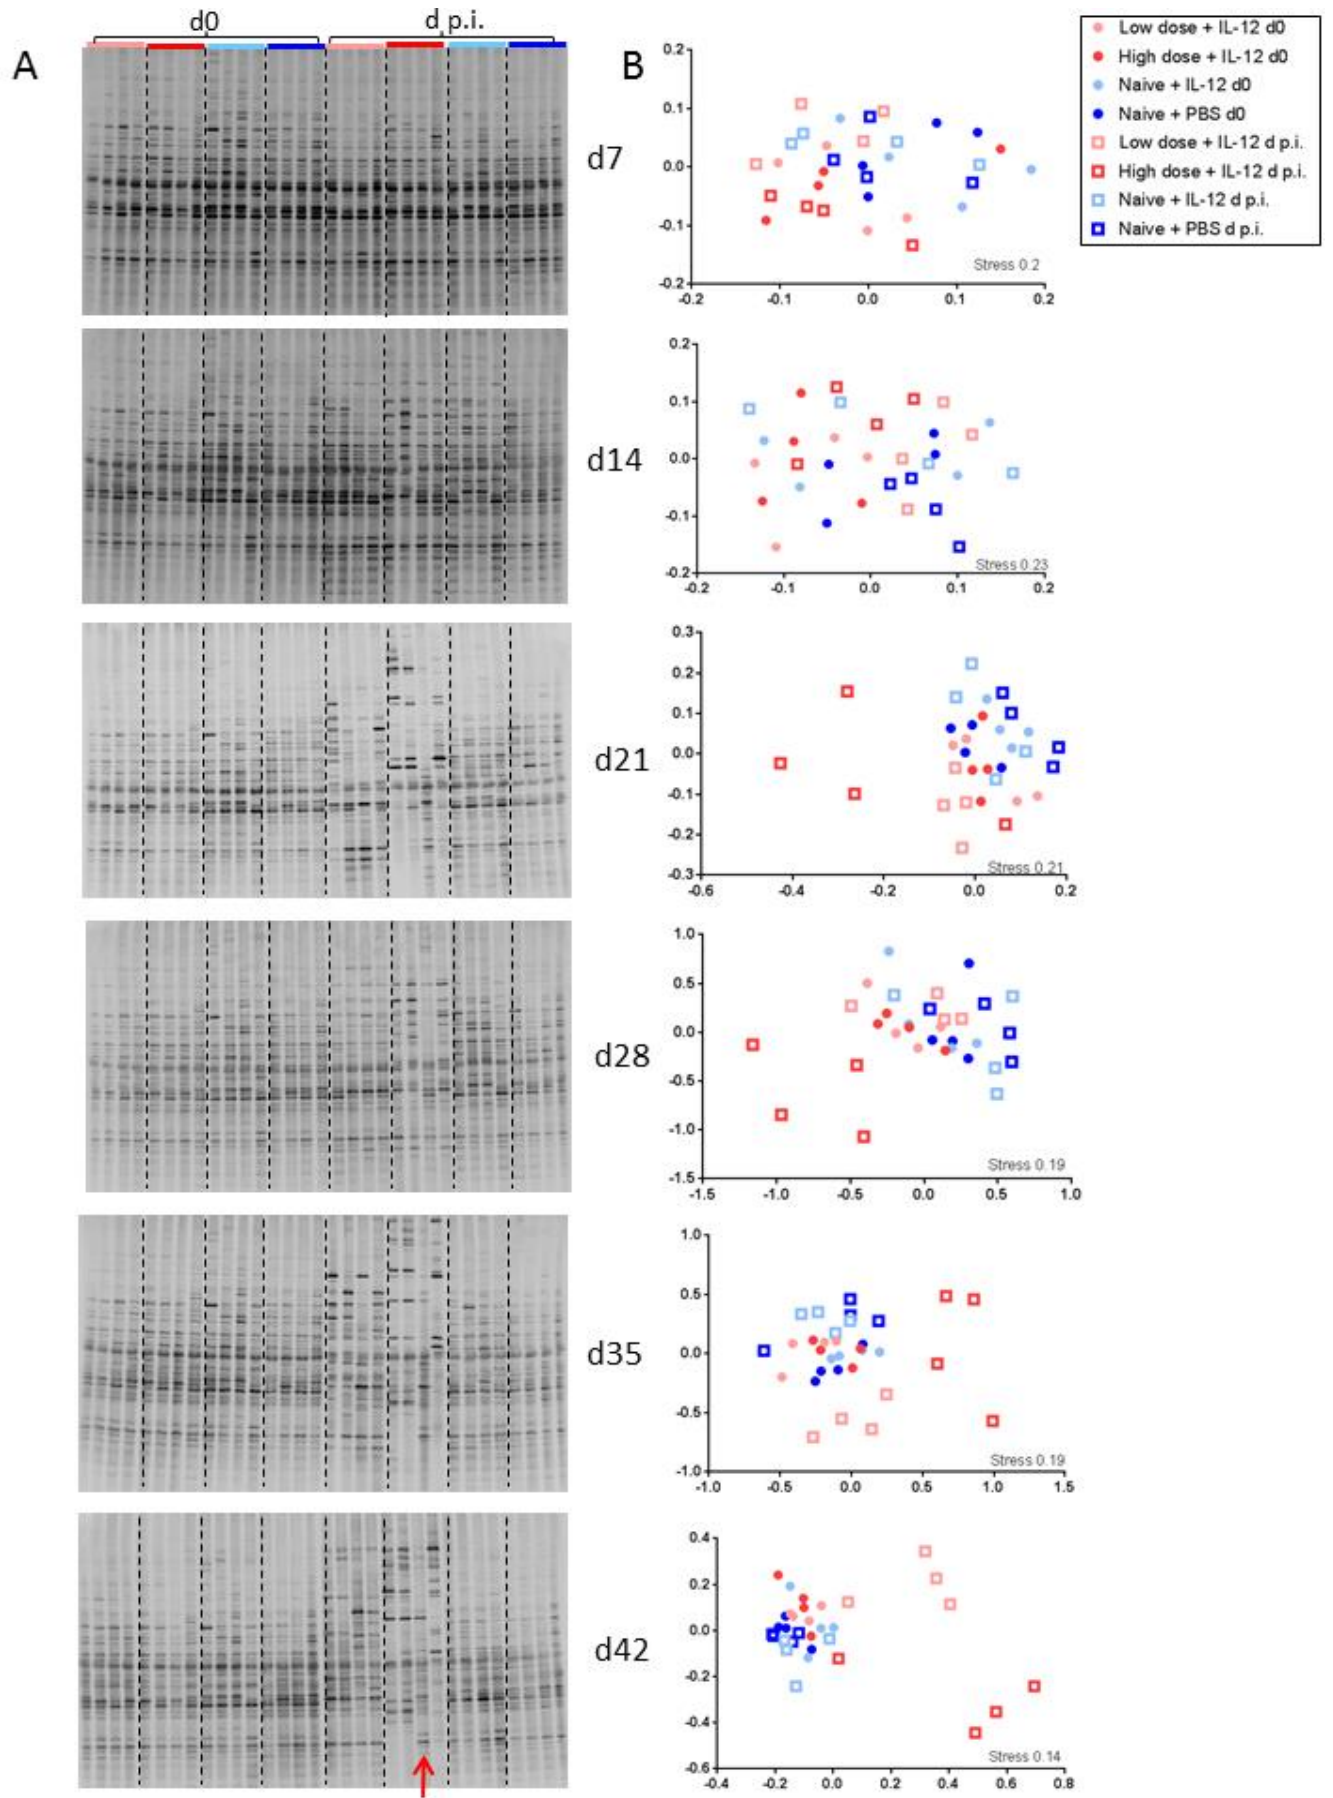 d0
d p.i.
A
B
Low dose + IL-12 d0
High dose + IL-12 d0
Naive + IL-12 d0
Naive + PBS d0
Low dose + IL-12 d p.i.
High dose + IL-12 d p.i.
Naive + IL-12 d p.i.
Naive + PBS d p.i.
d7
0.2
0.1
0.0
-0.1
-0.2
Stress 0.2
-0.2 -0.1 0.0 0.1 0.2
d14
0.2
0.1
0.0
-0.1
-0.2
Stress 0.23
-0.2 -0.1 0.0 0.1 0.2
d21
0.3
0.2
0.1
0.0
-0.1
-0.2
-0.3
Stress 0.21
-0.6 -0.4 -0.2 0.0 0.2
d28
1.0
0.5
0.0
-0.5
-1.0
-1.5
Stress 0.19
-1.5 -1.0 -0.5 0.0 0.5 1.0
d35
1.0
0.5
0.0
-0.5
-1.0
Stress 0.19
-1.0 -0.5 0.0 0.5 1.0 1.5
d42
0.4
0.2
0.0
-0.2
-0.4
-0.6
Stress 0.14
-0.4 -0.2 0.0 0.2 0.4 0.6 0.8